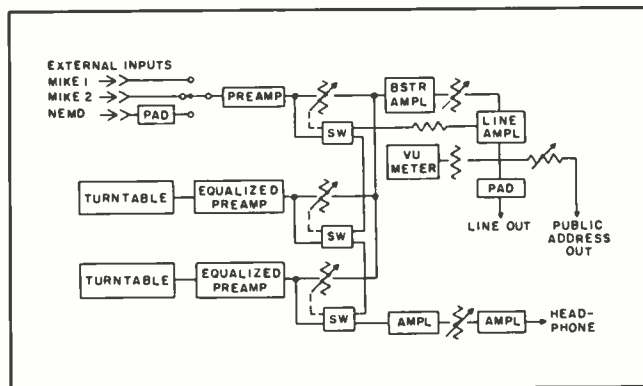 EXTERNAL INPUTS
MIKE 1
MIKE 2
NEMO
PAD
PREAMP
SW
BSTR
AMPL
LINE
AMPL
VU
METER
PAD
LINE OUT
PUBLIC
ADDRESS
OUT
TURNTABLE
EQUALIZED
PREAMP
SW
TURNTABLE
EQUALIZED
PREAMP
SW
AMPL
AMPL
HEAD-
PHONE